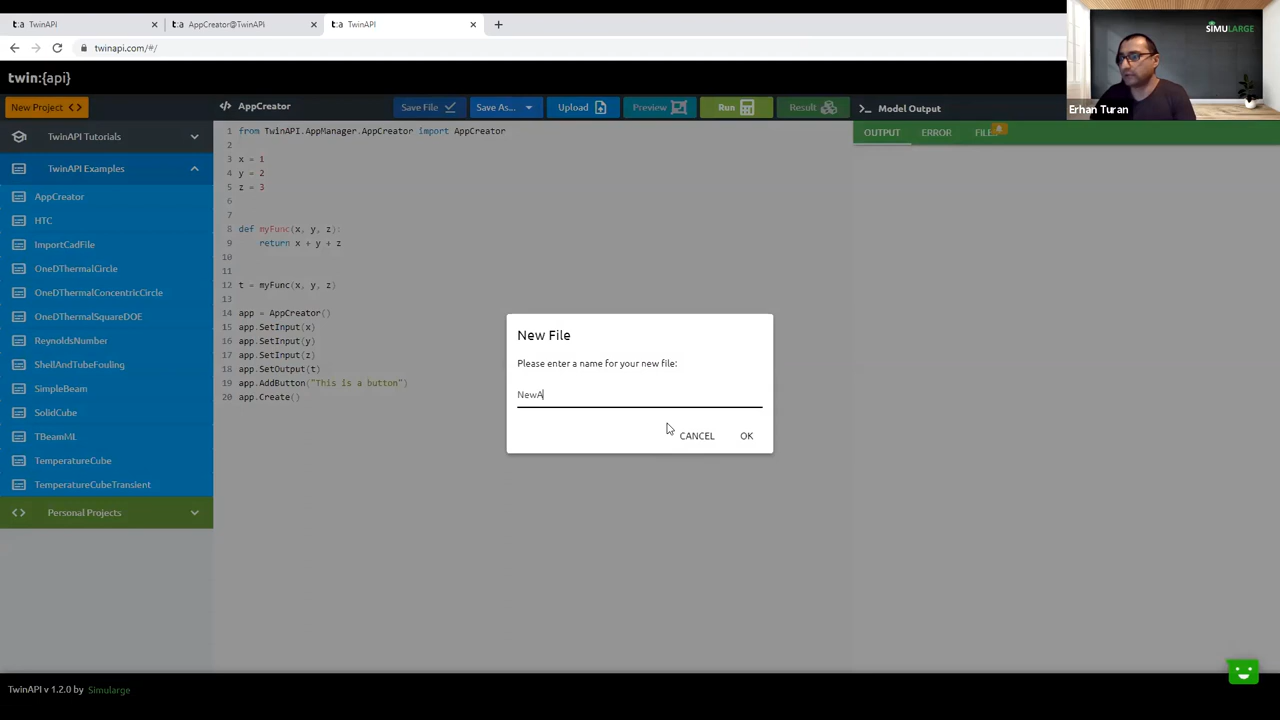 t:a TwinAPI
t:a AppCreator@TwinAPI
t:a TwinAPI
twinapi.com/#/
SIMULARGE
Erhan Turan
twin:{api}
New Project <>
</> AppCreator
Save File
Save As...
Upload
Preview
Run
Result
>_ Model Output
TwinAPI Tutorials
TwinAPI Examples
AppCreator
HTC
ImportCadFile
OneDThermalCircle
OneDThermalConcentricCircle
OneDThermalSquareDOE
ReynoldsNumber
ShellAndTubeFouling
SimpleBeam
SolidCube
TBeamML
TemperatureCube
TemperatureCubeTransient
<> Personal Projects
1 from TwinAPI.AppManager.AppCreator import AppCreator
2
3 x = 1
4 y = 2
5 z = 3
6
7
8 def myFunc(x, y, z):
9 return x + y + z
10
11
12 t = myFunc(x, y, z)
13
14 app = AppCreator()
15 app.SetInput(x)
16 app.SetInput(y)
17 app.SetInput(z)
18 app.SetOutput(t)
19 app.AddButton("This is a button")
20 app.Create()
OUTPUT
ERROR
New File
Please enter a name for your new file:
NewA
CANCEL
OK
TwinAPI v 1.2.0 by Simularge